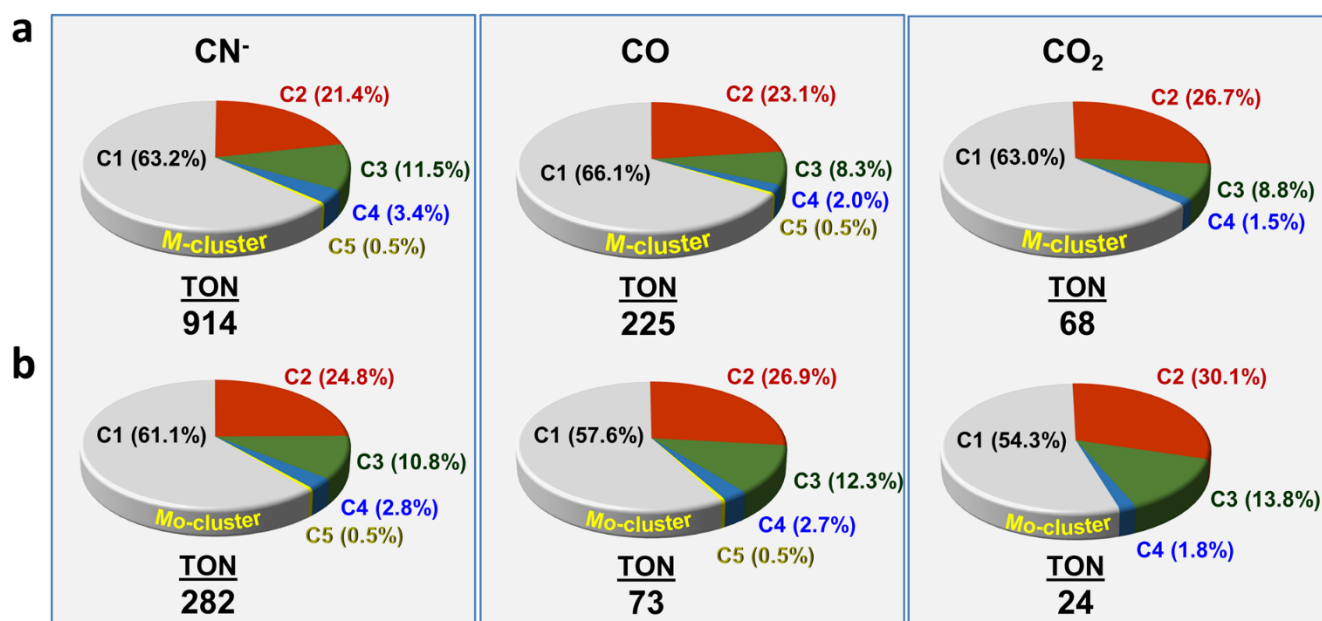 a
CN-
C2 (21.4%)
C1 (63.2%)
C3 (11.5%)
C4 (3.4%)
C5 (0.5%)
M-cluster
TON
914
CO
C2 (23.1%)
C1 (66.1%)
C3 (8.3%)
C4 (2.0%)
C5 (0.5%)
M-cluster
TON
225
CO₂
C2 (26.7%)
C1 (63.0%)
C3 (8.8%)
C4 (1.5%)
M-cluster
TON
68
b
C2 (24.8%)
C1 (61.1%)
C3 (10.8%)
C4 (2.8%)
C5 (0.5%)
Mo-cluster
TON
282
C2 (26.9%)
C1 (57.6%)
C3 (12.3%)
C4 (2.7%)
C5 (0.5%)
Mo-cluster
TON
73
C2 (30.1%)
C1 (54.3%)
C3 (13.8%)
C4 (1.8%)
Mo-cluster
TON
24